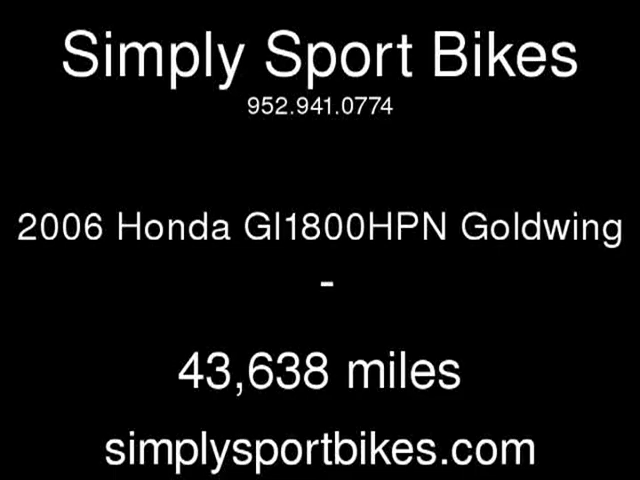 Simply Sport Bikes
952.941.0774
2006 Honda Gl1800HPN Goldwing
-
43,638 miles
simplysportbikes.com